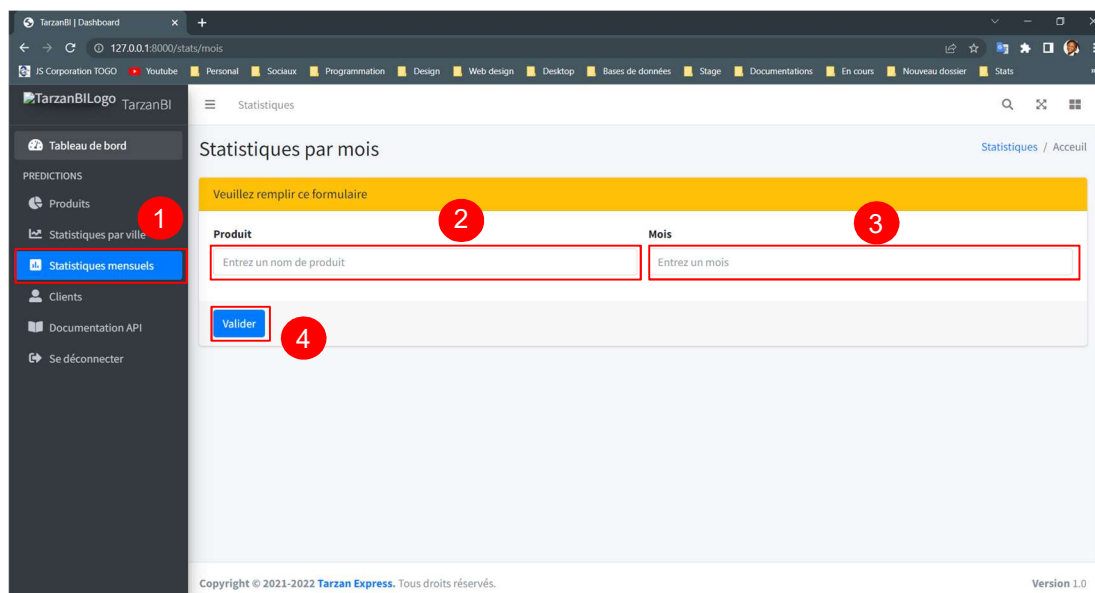 TarzanBI | Dashboard
127.0.0.1:8000/stats/mois
JS Corporation TOGO Youtube Personal Sociaux Programmation Design Web design Desktop Bases de données Stage Documentations En cours Nouveau dossier Stats »
TarzanBILogo TarzanBI
Statistiques
Tableau de bord
Statistiques par mois
Statistiques / Acceuil
PREDICTIONS
Veuillez remplir ce formulaire
Produits
1
2
3
Statistiques par ville
Produit
Mois
Statistiques mensuels
Entrez un nom de produit
Entrez un mois
Clients
Documentation API
Valider
4
Se déconnecter
Copyright © 2021-2022 Tarzan Express. Tous droits réservés.
Version 1.0